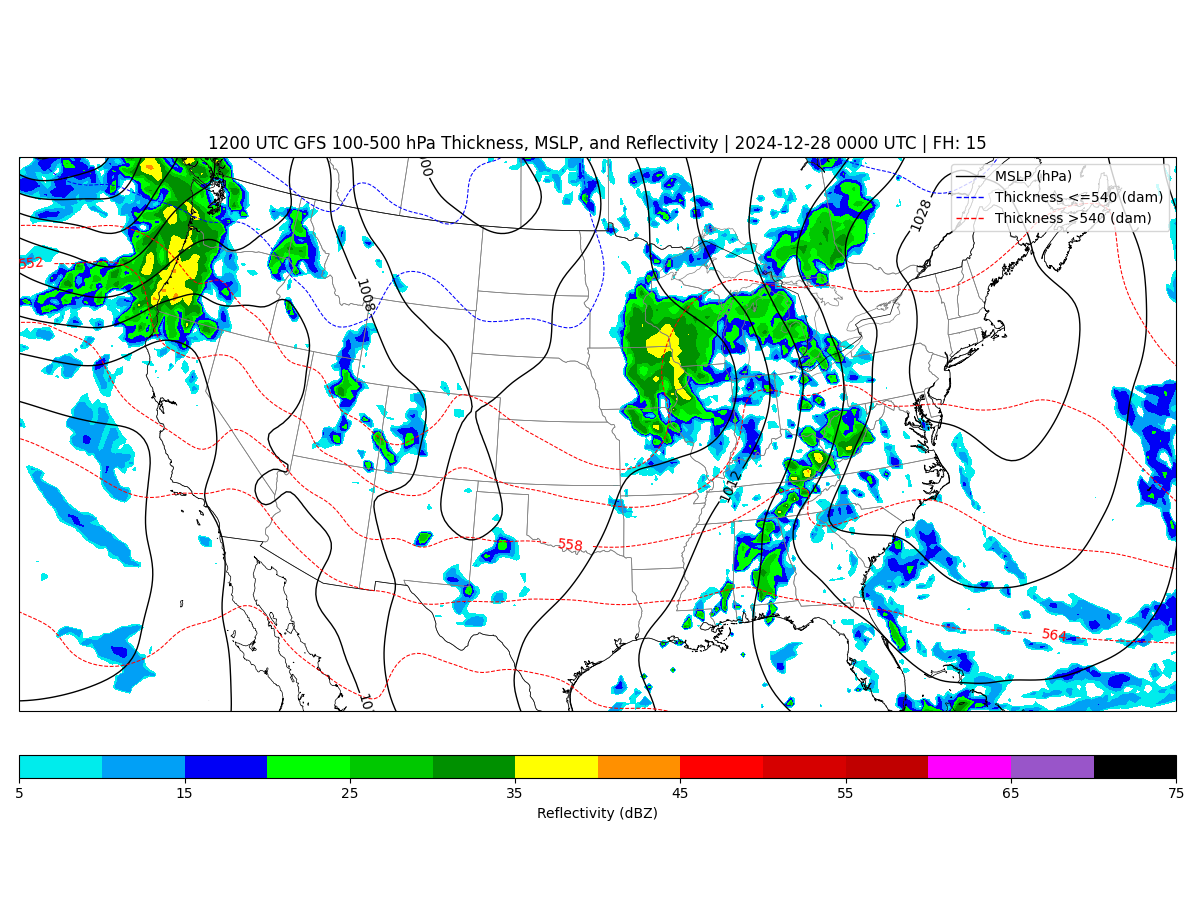 1200 UTC GFS 100-500 hPa Thickness, MSLP, and Reflectivity | 2024-12-28 0000 UTC | FH: 15
MSLP (hPa)
Thickness <=540 (dam)
Thickness >540 (dam)
00
1028
552
1008
1012
558
564
10
5 15 25 35 45 55 65 75
Reflectivity (dBZ)